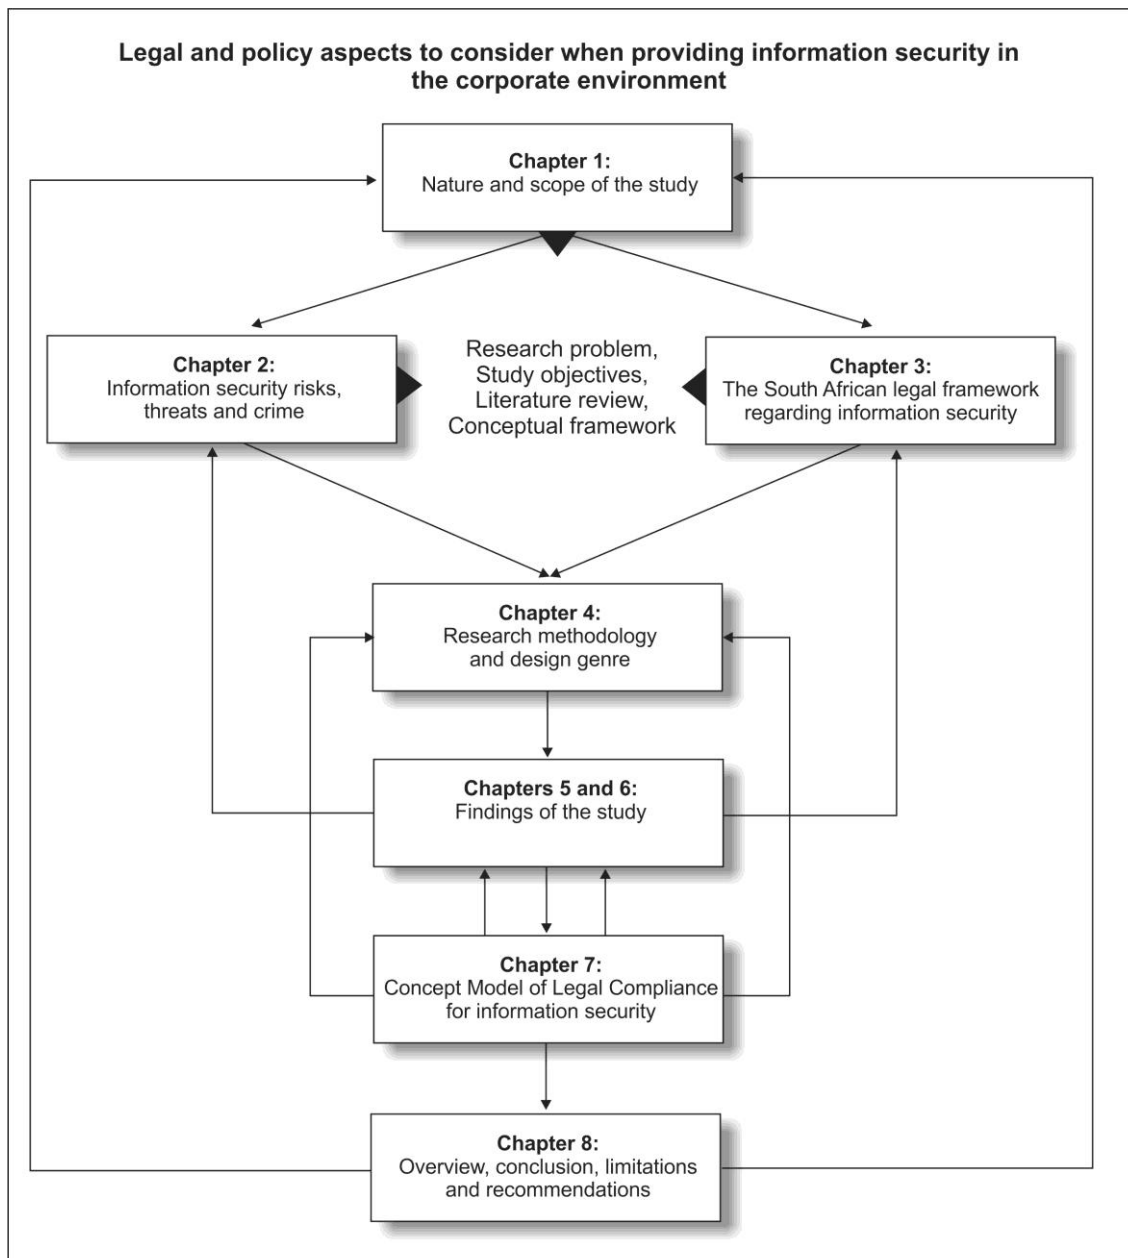 Legal and policy aspects to consider when providing information security in
the corporate environment
Chapter 1:
Nature and scope of the study
Chapter 2:
Information security risks,
threats and crime
Research problem,
Study objectives,
Literature review,
Conceptual framework
Chapter 3:
The South African legal framework
regarding information security
Chapter 4:
Research methodology
and design genre
Chapters 5 and 6:
Findings of the study
Chapter 7:
Concept Model of Legal Compliance
for information security
Chapter 8:
Overview, conclusion, limitations
and recommendations